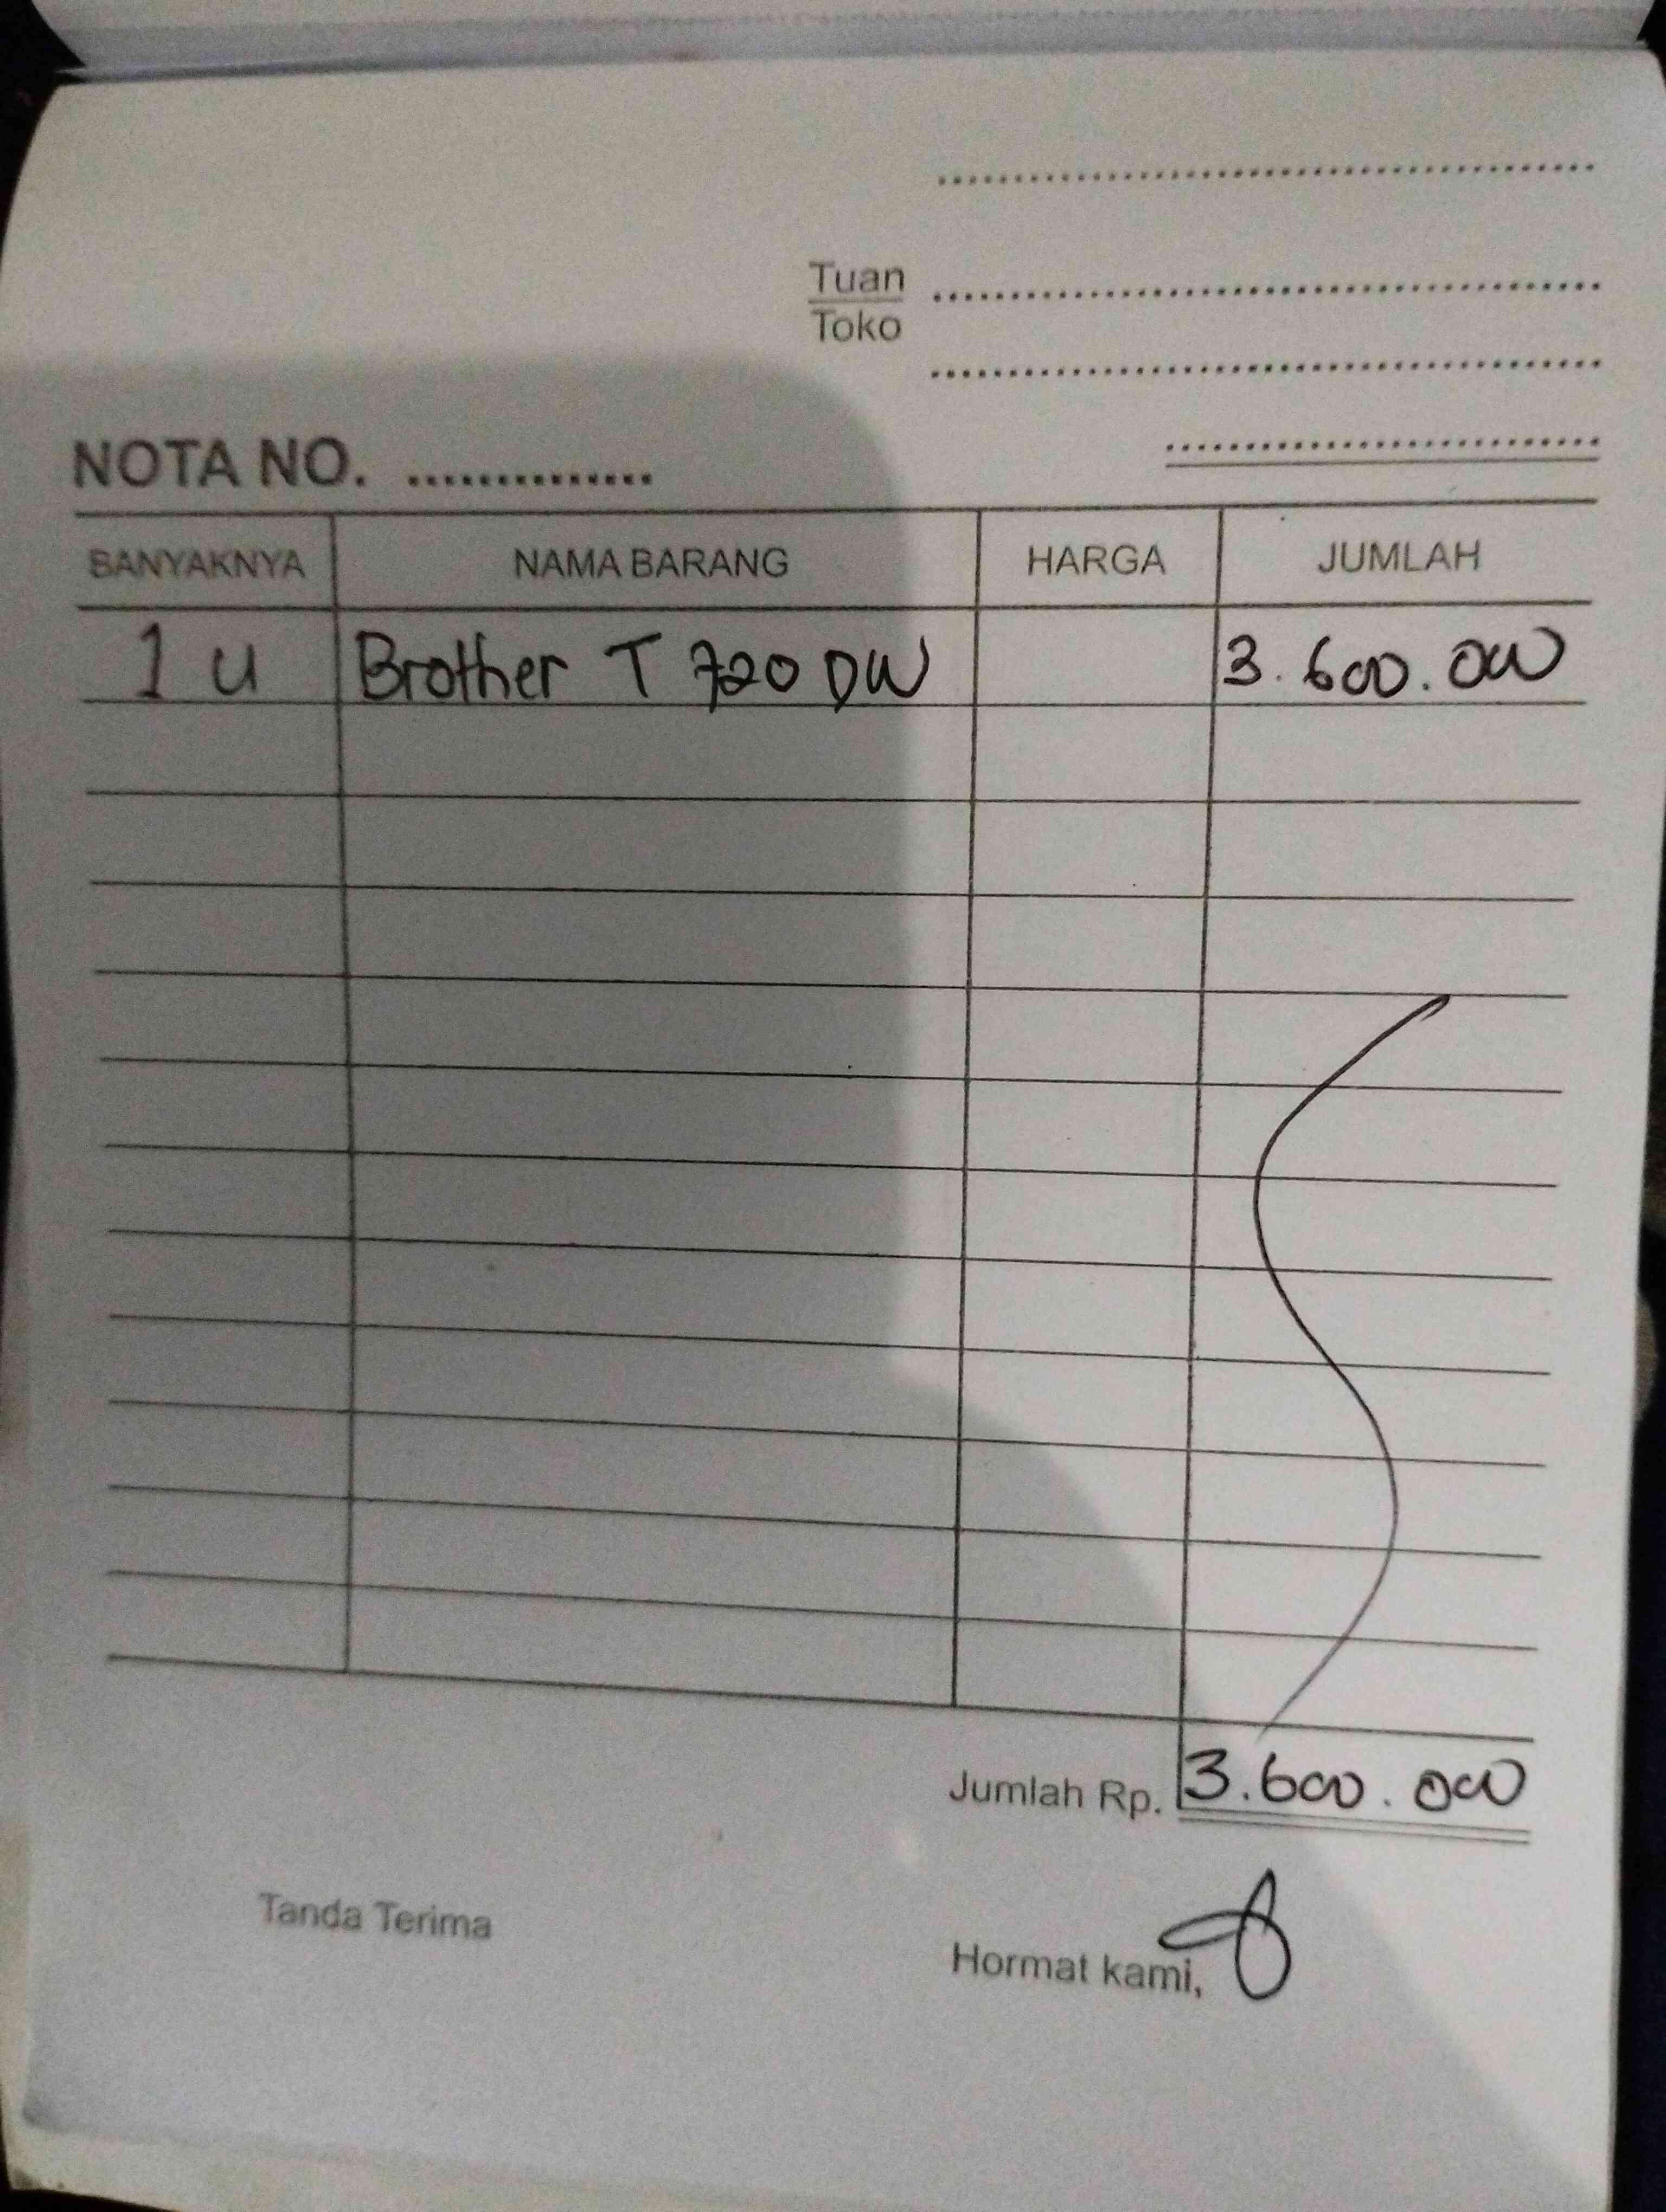 Tuan
Toko
NOTA NO. ..............
BANYAKNYA NAMA BARANG HARGA JUMLAH
1 u Brother T 720 DW 3.600.000
Jumlah Rp. 3.600.000
Tanda Terima
Hormat kami,